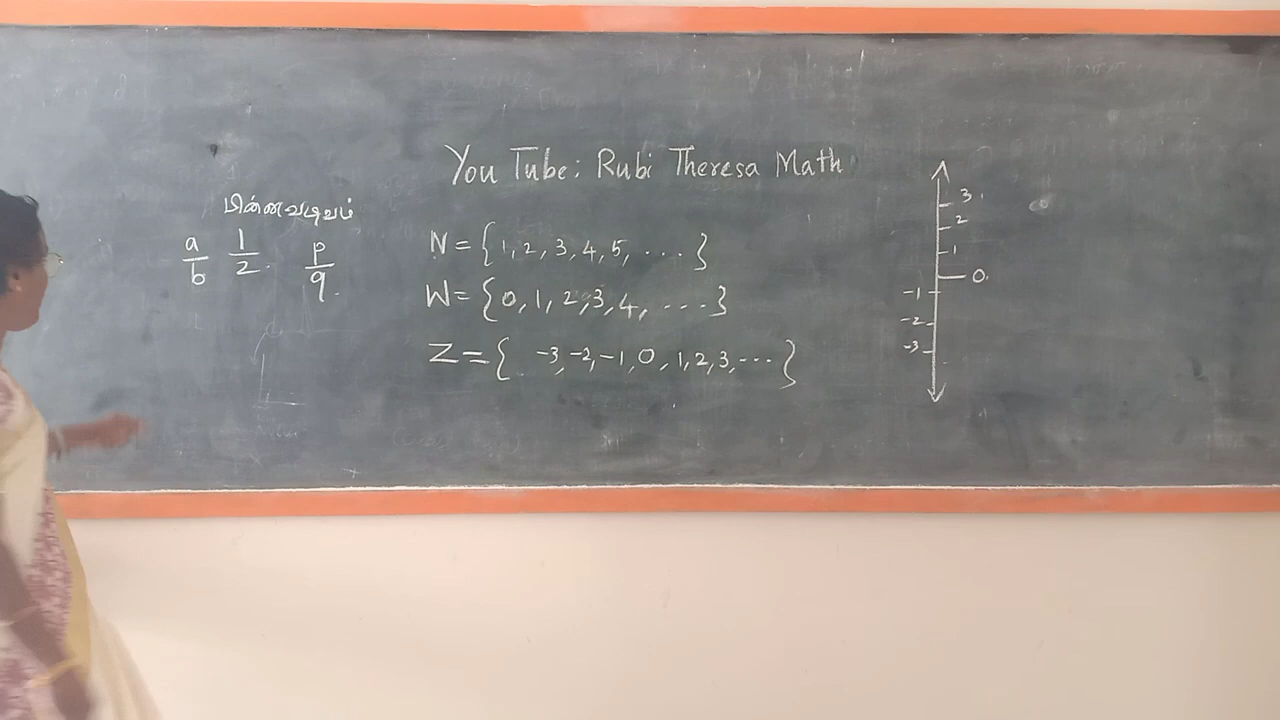 You Tube: Rubi Theresa Math
பின்னவடிவம்
a/b 1/2. p/q.
N = {1, 2, 3, 4, 5, ....}
W = {0, 1, 2, 3, 4, ....}
Z = { -3, -2, -1, 0, 1, 2, 3, ...}
3.
2
1
0.
-1
-2
-3